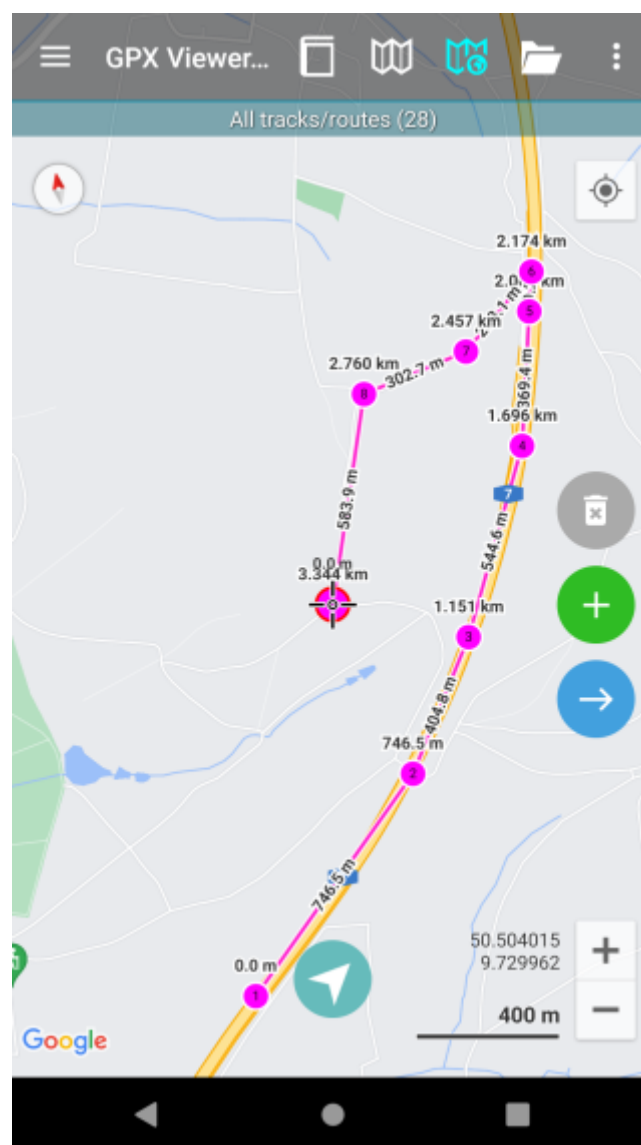 GPX Viewer...
All tracks/routes (28)
2.174 km
6
5
2.457 km
7
2.760 km
302.7 m
8
369.4 m
1.696 km
4
7
583.9 m
544.6 m
0.0 m
3.344 km
1.151 km
3
404.8 m
746.5 m
2
746.5 m
0.0 m
1
50.504015
9.729962
400 m
Google